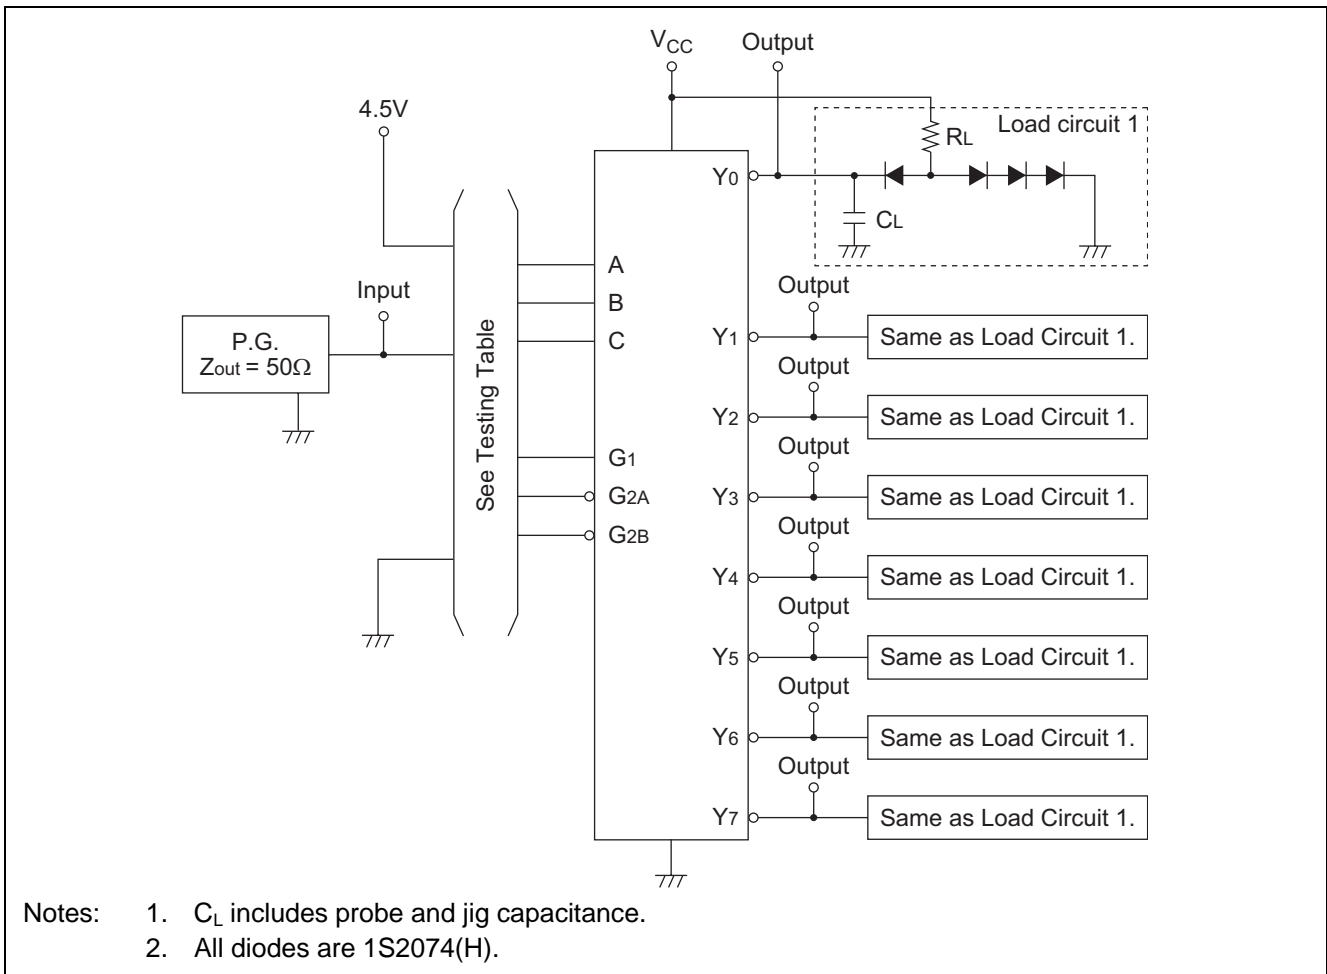 VCC
Output
4.5V
Load circuit 1
RL
Y0
CL
A
Input
Output
B
P.G.
Zout = 50Ω
C
Y1
Same as Load Circuit 1.
See Testing Table
Output
Y2
Same as Load Circuit 1.
Output
G1
G2A
Y3
Same as Load Circuit 1.
G2B
Output
Y4
Same as Load Circuit 1.
Output
Y5
Same as Load Circuit 1.
Output
Y6
Same as Load Circuit 1.
Output
Y7
Same as Load Circuit 1.
Notes: 1. CL includes probe and jig capacitance.
2. All diodes are 1S2074(H).